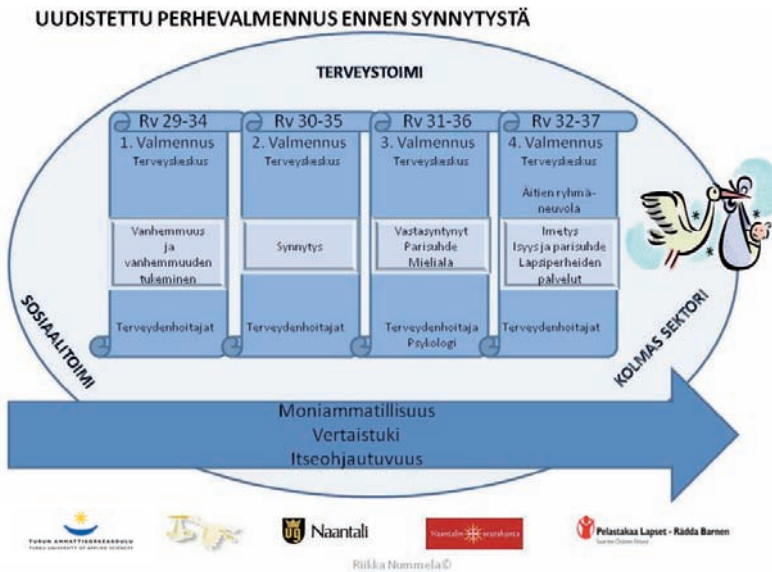 UUDISTETTU PERHEVALMENNUS ENNEN SYNNYTYSTÄ
TERVEYSTOIMI
Rv 29-34
1. Valmennus
Terveyskeskus
Vanhemmuus
ja
vanhemmuuden
tukeminen
Terveydenhoitajat
Rv 30-35
2. Valmennus
Terveyskeskus
Synnytys
Terveydenhoitajat
Rv 31-36
3. Valmennus
Terveyskeskus
Vastasyntynyt
Parisuhde
Mieliala
Terveydenhoitaja
Psykologi
Rv 32-37
4. Valmennus
Terveyskeskus
Äitien ryhmä-
neuvola
Imetys
Isyys ja parisuhde
Lapsiperheiden
palvelut
Terveydenhoitajat
SOSIAALITOIMI
KOLMAS SEKTORI
Moniammatillisuus
Vertaistuki
Itseohjautuvuus
TURUN AMMATTIKORKEAKOULU
TURKU UNIVERSITY OF APPLIED SCIENCES
Naantali
Naantalin seurakunta
Pelastakaa Lapset - Rädda Barnen
Riikka Nummela©